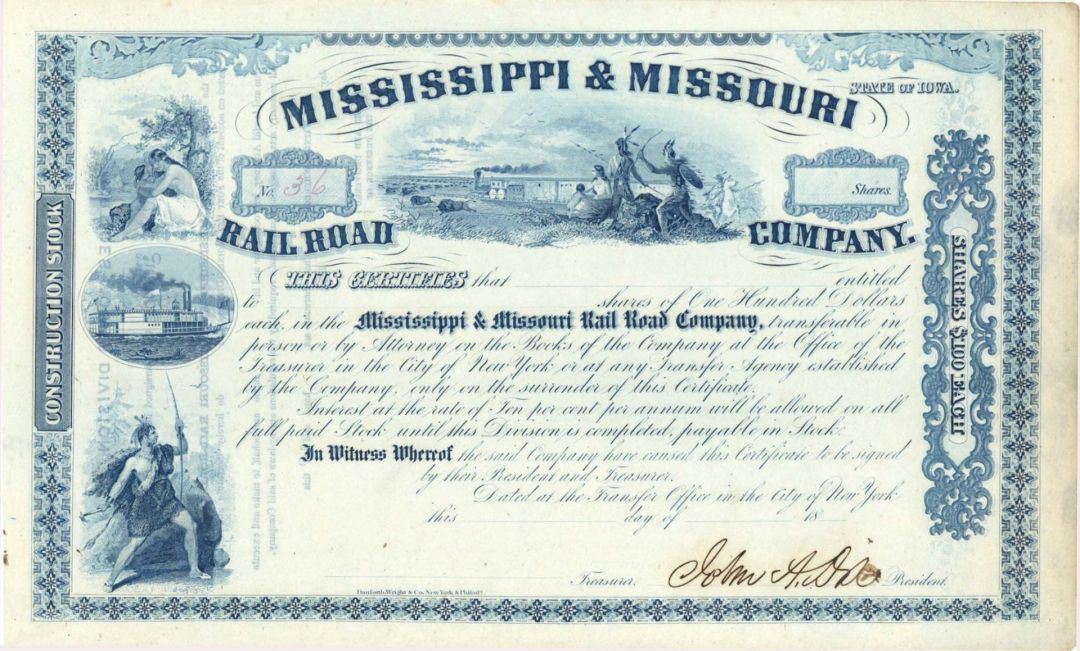 MISSISSIPPI & MISSOURI
STATE OF IOWA.
No. 36
Shares.
RAIL ROAD
COMPANY.
CONSTRUCTION STOCK
SHARES $100 EACH
THIS CERTIFIES that entitled
to shares of One Hundred Dollars
each, in the Mississippi & Missouri Rail Road Company, transferable in
person or by Attorney on the Books of the Company at the Office of the
Treasurer in the City of New York or at any Transfer Agency established
by the Company, only on the surrender of this Certificate.
Interest at the rate of Ten per cent per annum will be allowed on all
full paid Stock until this Division is completed, payable in Stock.
In Witness Whereof the said Company have caused this Certificate to be signed
by their President and Treasurer.
Dated at the Transfer Office in the City of New York
this day of 18
Treasurer. John A. Dix President.
Danforth, Wright & Co. New York & Philada